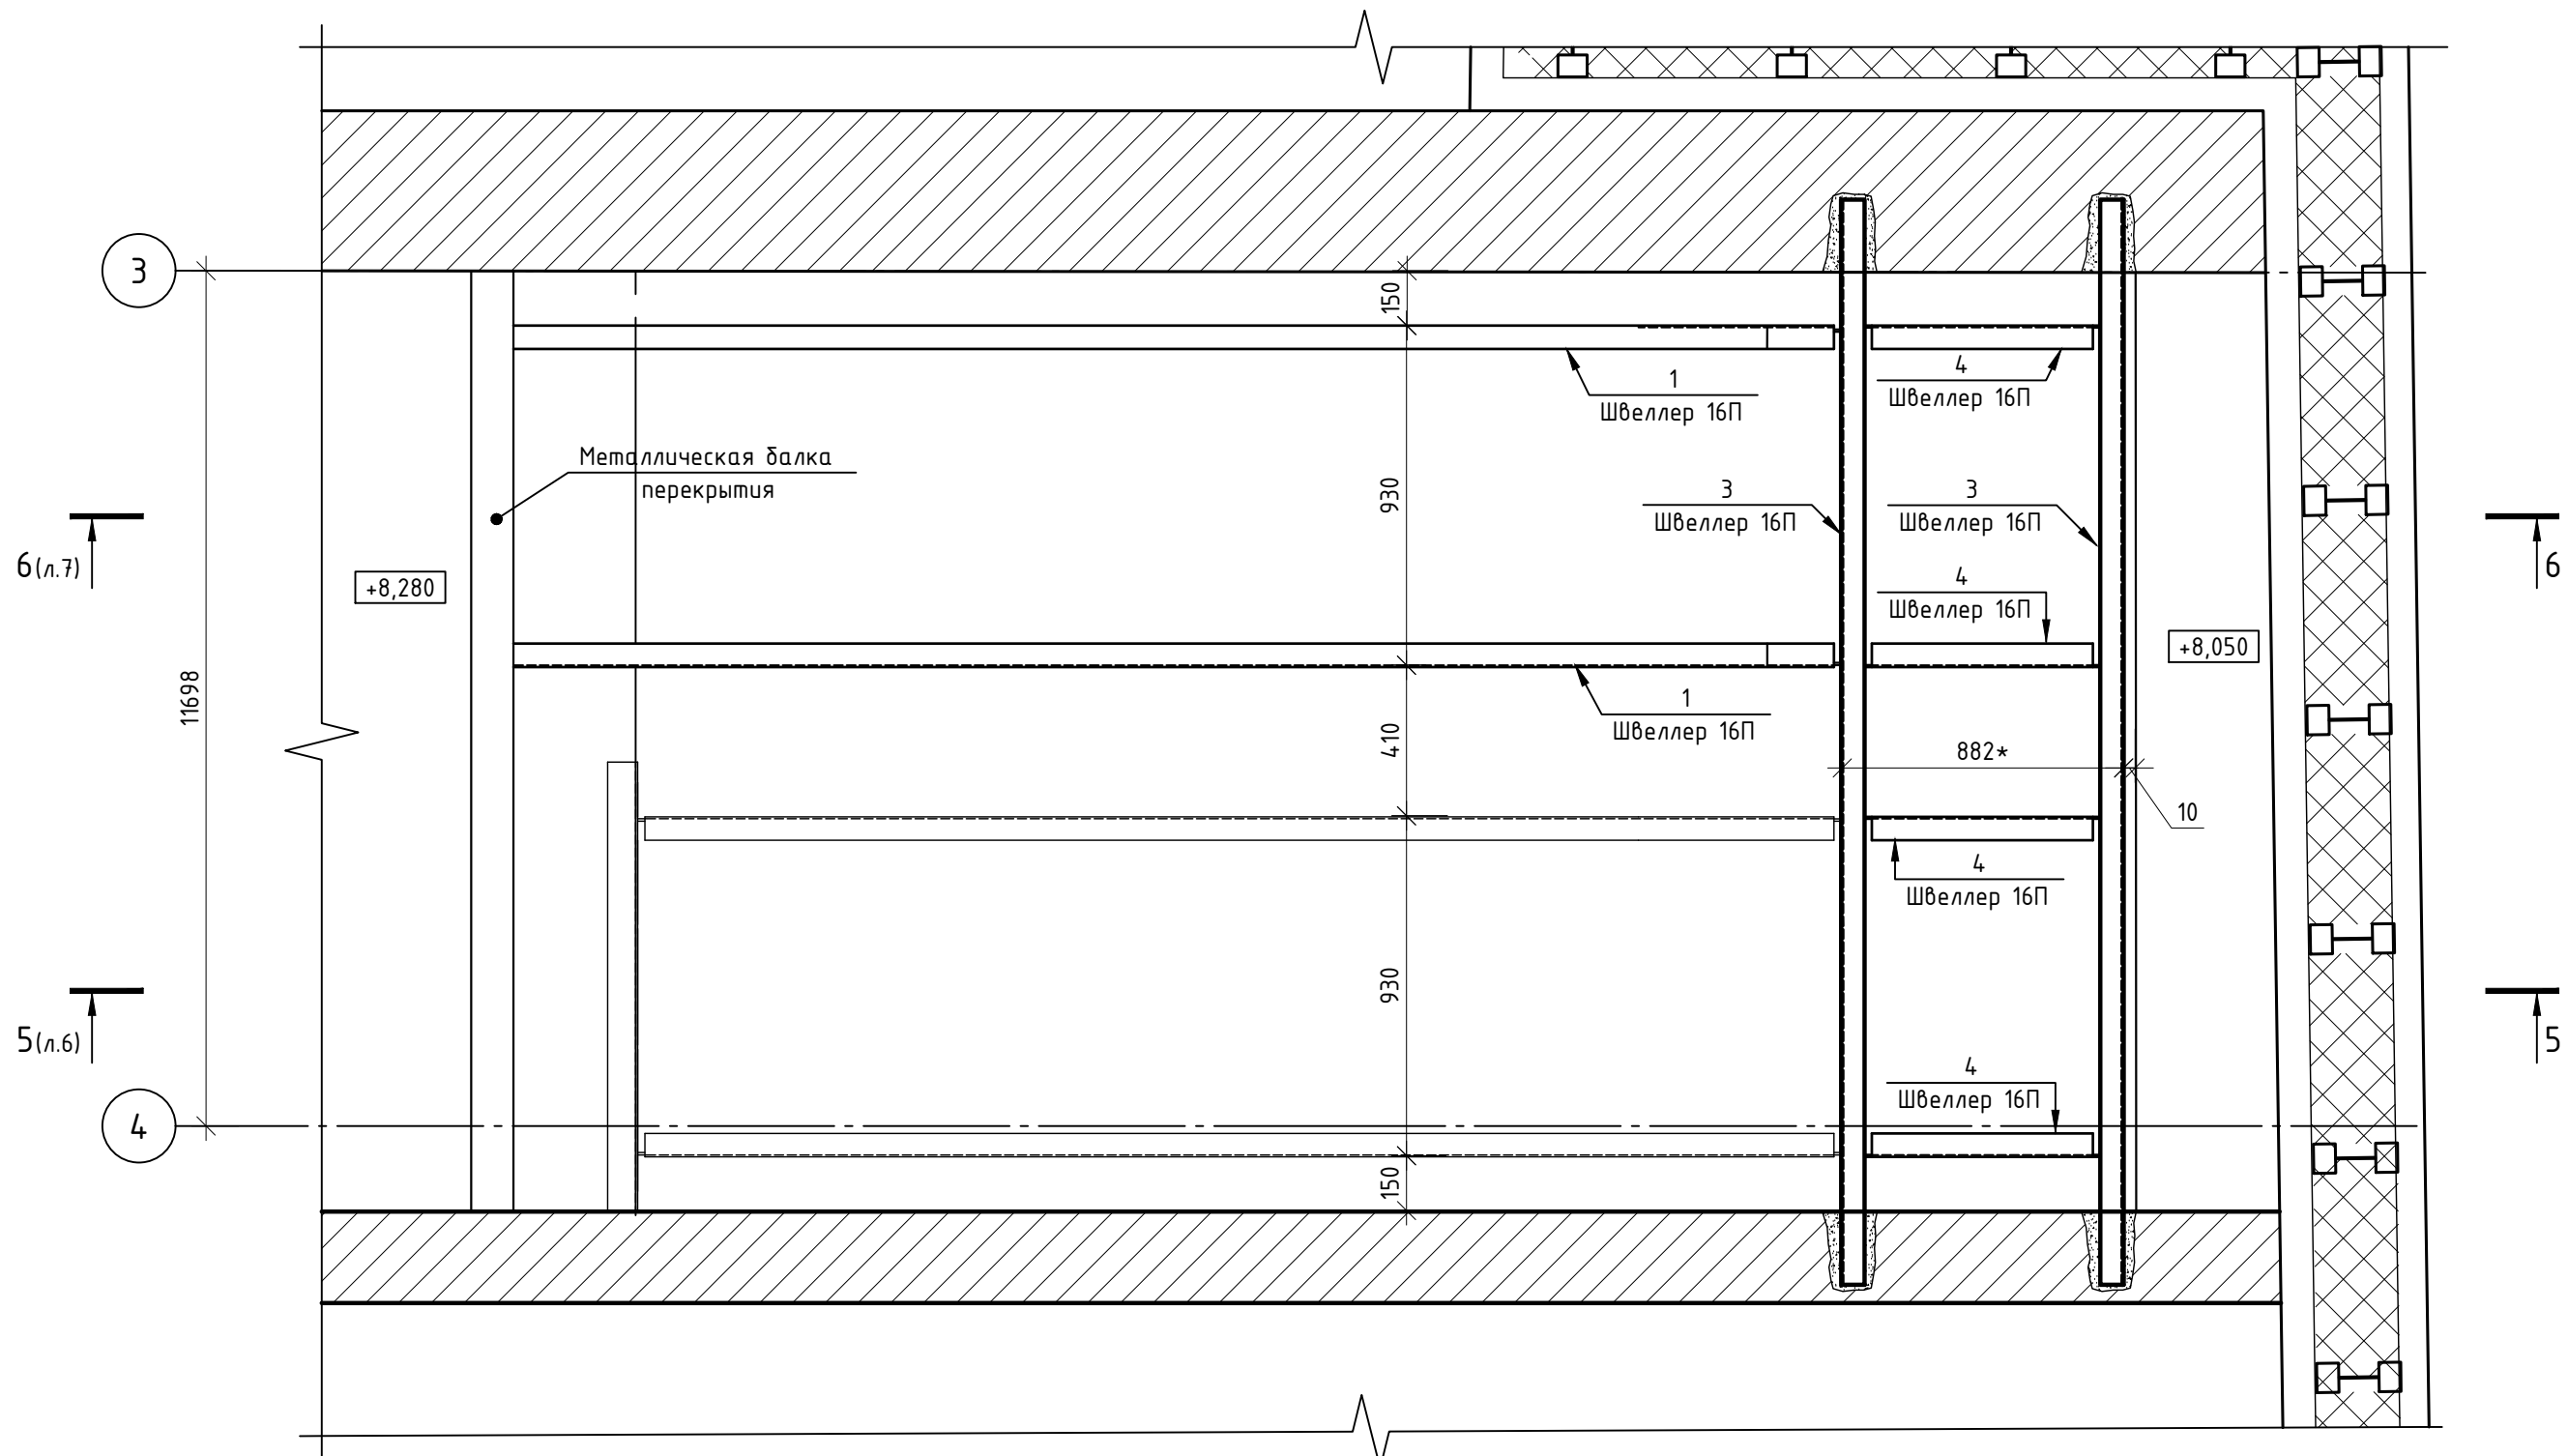 3
150
1
Швеллер 16П
4
Швеллер 16П
Металлическая балка
перекрытия
930
3
Швеллер 16П
3
Швеллер 16П
6(л.7)
6
+8,280
4
Швеллер 16П
+8,050
11698
1
Швеллер 16П
410
882*
10
4
Швеллер 16П
930
5(л.6)
5
4
Швеллер 16П
4
150